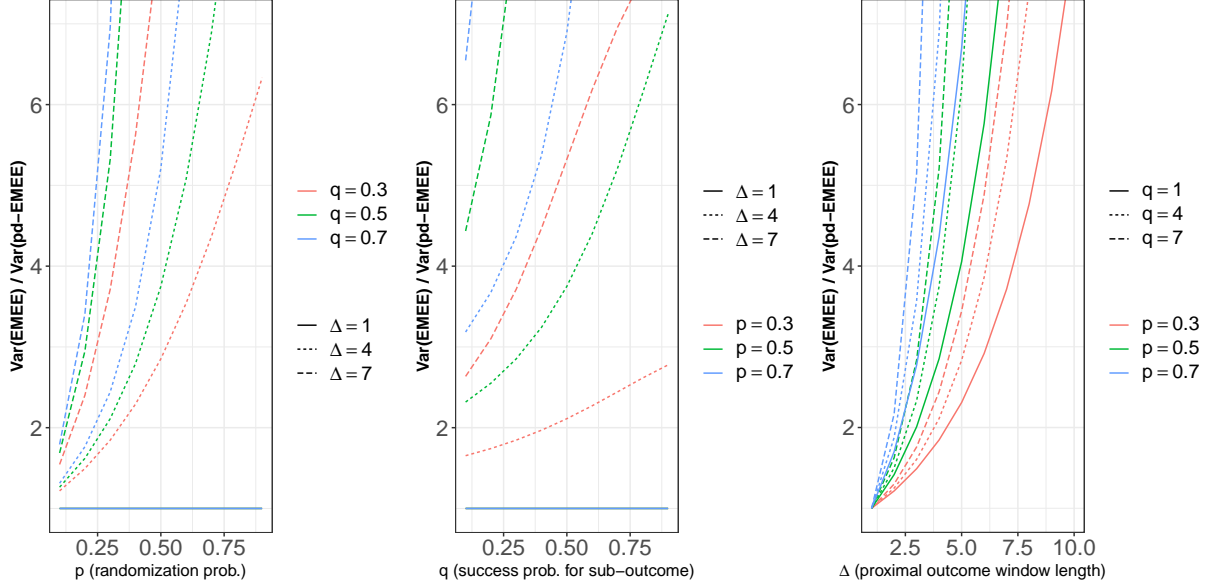 Var(EMEE) / Var(pd−EMEE)
6
4
2
0.25 0.50 0.75
p (randomization prob.)
q = 0.3
q = 0.5
q = 0.7
Δ = 1
Δ = 4
Δ = 7
Var(EMEE) / Var(pd−EMEE)
6
4
2
0.25 0.50 0.75
q (success prob. for sub−outcome)
Δ = 1
Δ = 4
Δ = 7
p = 0.3
p = 0.5
p = 0.7
Var(EMEE) / Var(pd−EMEE)
6
4
2
2.5 5.0 7.5 10.0
Δ (proximal outcome window length)
q = 1
q = 4
q = 7
p = 0.3
p = 0.5
p = 0.7